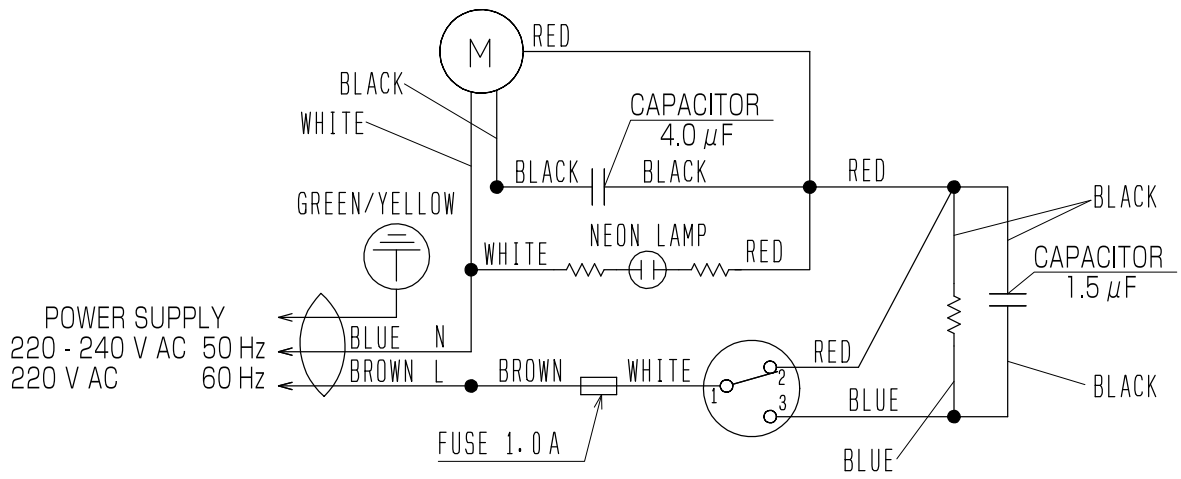 M
RED
BLACK
WHITE
CAPACITOR
4.0 μF
BLACK
BLACK
RED
GREEN/YELLOW
BLACK
NEON LAMP
WHITE
RED
CAPACITOR
1.5 μF
POWER SUPPLY
220 - 240 V AC 50 Hz
220 V AC 60 Hz
BLUE N
BROWN L
BROWN
WHITE
1
2
3
RED
BLUE
BLACK
FUSE 1.0A
BLUE